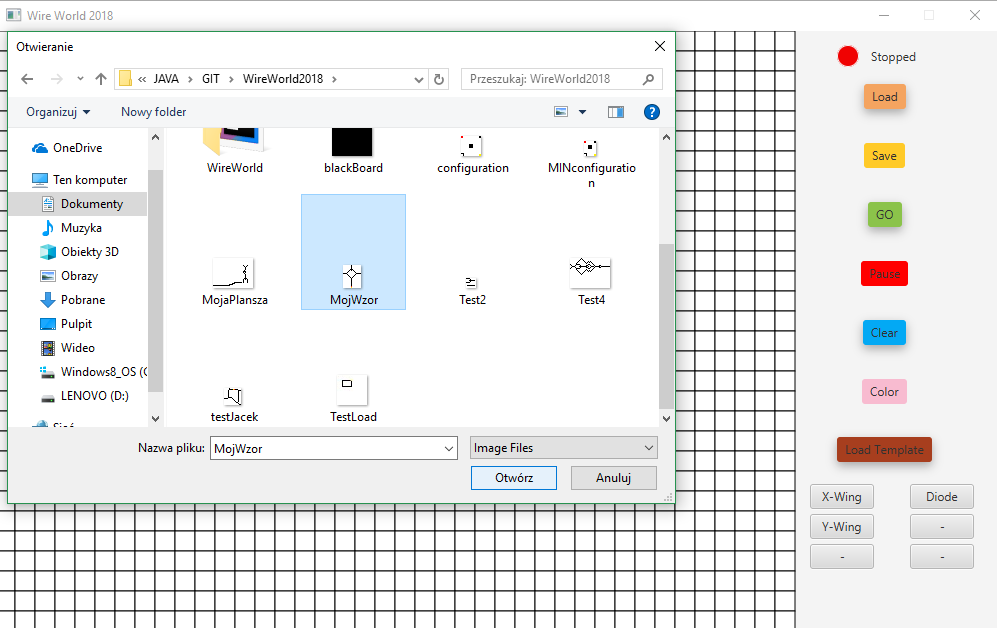 Wire World 2018
Otwieranie
« JAVA › GIT › WireWorld2018 ›
Przeszukaj: WireWorld2018
Organizuj
Nowy folder
OneDrive
Ten komputer
Dokumenty
Muzyka
Obiekty 3D
Obrazy
Pobrane
Pulpit
Wideo
Windows8_OS (C
LENOVO (D:)
WireWorld
blackBoard
configuration
MINconfiguratio
n
MojaPlansza
MojWzor
Test2
Test4
testJacek
TestLoad
Nazwa pliku:
MojWzor
Image Files
Otwórz
Anuluj
Stopped
Load
Save
GO
Pause
Clear
Color
Load Template
X-Wing
Diode
Y-Wing
-
-
-